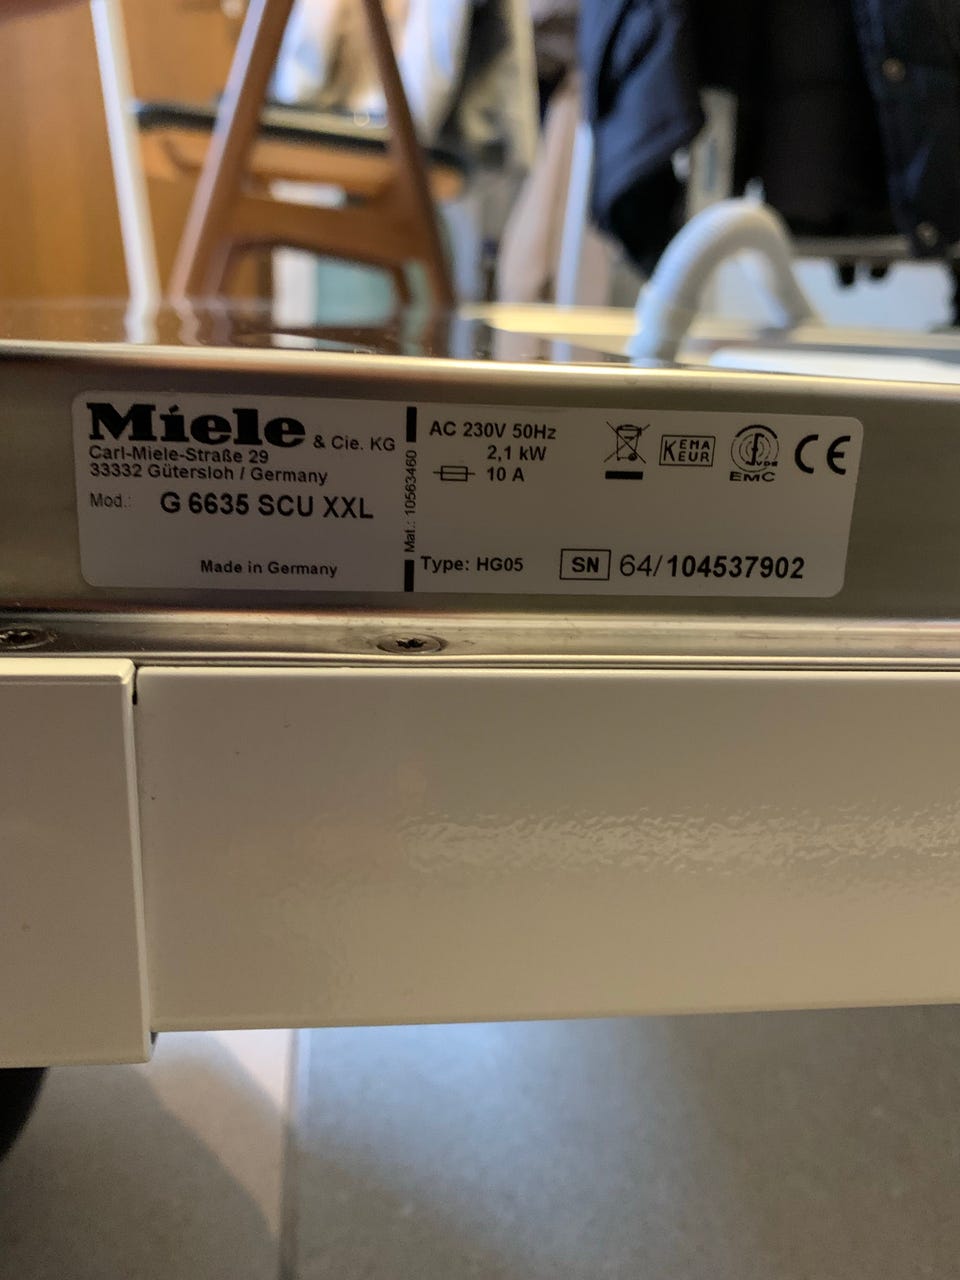 Miele & Cie. KG
Carl-Miele-Straße 29
33332 Gütersloh / Germany
Mod.: G 6635 SCU XXL
Made in Germany
Mat.: 10563460
AC 230V 50Hz
2,1 kW
10 A
KEMA
KEUR
VDE
EMC
CE
Type: HG05
SN 64/104537902